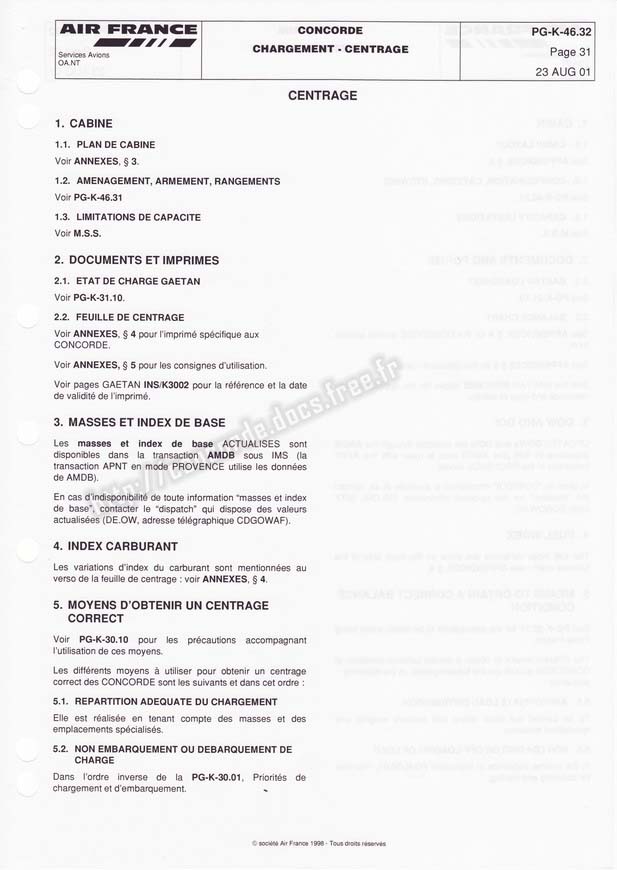 AIR FRANCE
Services Avions
OA.NT
CONCORDE
CHARGEMENT - CENTRAGE
PG-K-46.32
Page 31
23 AUG 01
CENTRAGE
1. CABINE
1.1. PLAN DE CABINE
Voir ANNEXES, § 3.
1.2. AMENAGEMENT, ARMEMENT, RANGEMENTS
Voir PG-K-46.31
1.3. LIMITATIONS DE CAPACITE
Voir M.S.S.
2. DOCUMENTS ET IMPRIMES
2.1. ETAT DE CHARGE GAETAN
Voir PG-K-31.10.
2.2. FEUILLE DE CENTRAGE
Voir ANNEXES, § 4 pour l'imprimé spécifique aux
CONCORDE.
Voir ANNEXES, § 5 pour les consignes d'utilisation.
Voir pages GAETAN INS/K3002 pour la référence et la date
de validité de l'imprimé.
3. MASSES ET INDEX DE BASE
Les masses et index de base ACTUALISES sont
disponibles dans la transaction AMDB sous IMS (la
transaction APNT en mode PROVENCE utilise les données
de AMDB).
En cas d'indisponibilité de toute information “masses et index
de base”, contacter le “dispatch” qui dispose des valeurs
actualisées (DE.OW, adresse télégraphique CDGOWAF).
4. INDEX CARBURANT
Les variations d'index du carburant sont mentionnées au
verso de la feuille de centrage : voir ANNEXES, § 4.
5. MOYENS D'OBTENIR UN CENTRAGE
CORRECT
Voir PG-K-30.10 pour les précautions accompagnant
l'utilisation de ces moyens.
Les différents moyens à utiliser pour obtenir un centrage
correct des CONCORDE sont les suivants et dans cet ordre :
5.1. REPARTITION ADEQUATE DU CHARGEMENT
Elle est réalisée en tenant compte des masses et des
emplacements spécialisés.
5.2. NON EMBARQUEMENT OU DEBARQUEMENT DE
CHARGE
Dans l'ordre inverse de la PG-K-30.01, Priorités de
chargement et d'embarquement.
http://concorde.docs.free.fr
© société Air France 1998 - Tous droits réservés